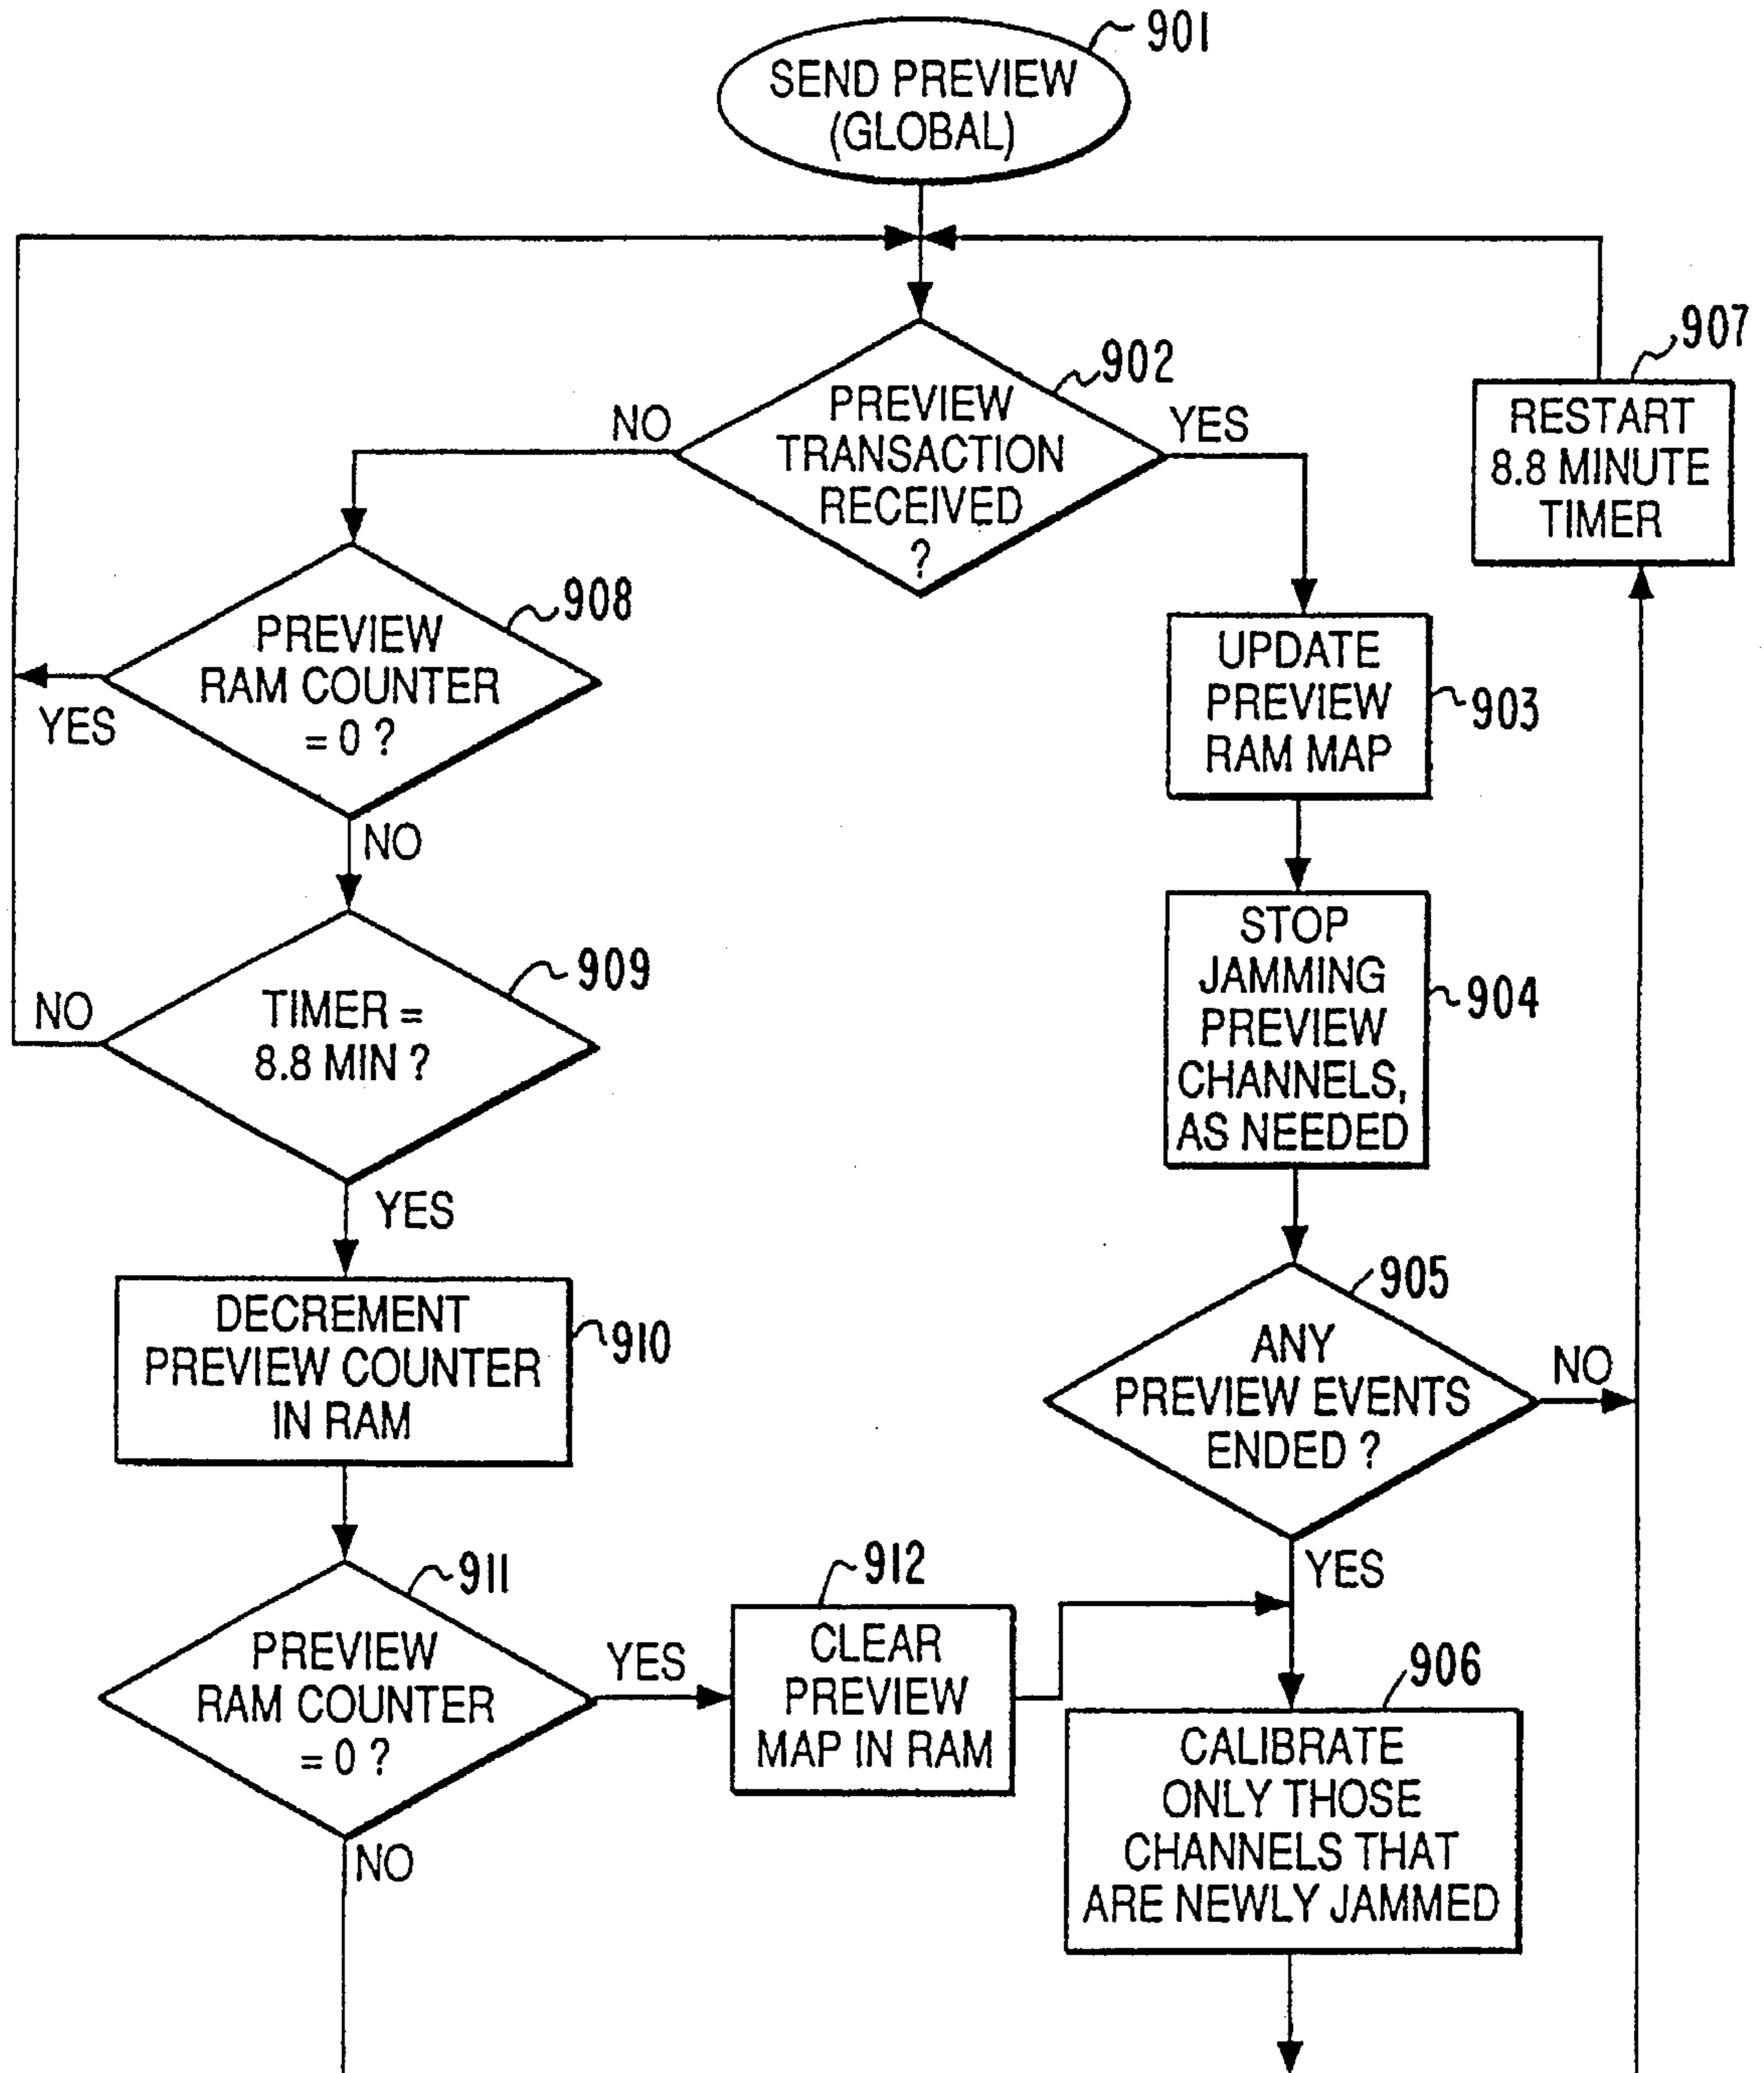 901
SEND PREVIEW
(GLOBAL)
902
PREVIEW
TRANSACTION
RECEIVED
?
NO
YES
907
RESTART
8.8 MINUTE
TIMER
908
PREVIEW
RAM COUNTER
= 0 ?
YES
NO
UPDATE
PREVIEW
RAM MAP
903
909
TIMER =
8.8 MIN ?
NO
YES
STOP
JAMMING
PREVIEW
CHANNELS,
AS NEEDED
904
DECREMENT
PREVIEW COUNTER
IN RAM
910
905
ANY
PREVIEW EVENTS
ENDED ?
NO
YES
911
PREVIEW
RAM COUNTER
= 0 ?
YES
NO
912
CLEAR
PREVIEW
MAP IN RAM
906
CALIBRATE
ONLY THOSE
CHANNELS THAT
ARE NEWLY JAMMED